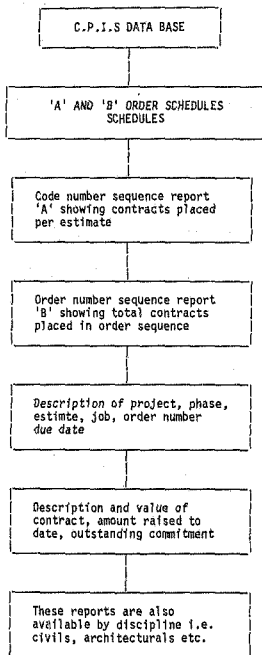 C.P.I.S DATA BASE
'A' AND 'B' ORDER SCHEDULES
SCHEDULES
Code number sequence report
'A' showing contracts placed
per estimate
Order number sequence report
'B' showing total contracts
placed in order sequence
Description of project, phase,
estimte, job, order number
due date
Description and value of
contract, amount raised to
date, outstanding commitment
These reports are also
available by discipline i.e.
civils, architecturals etc.